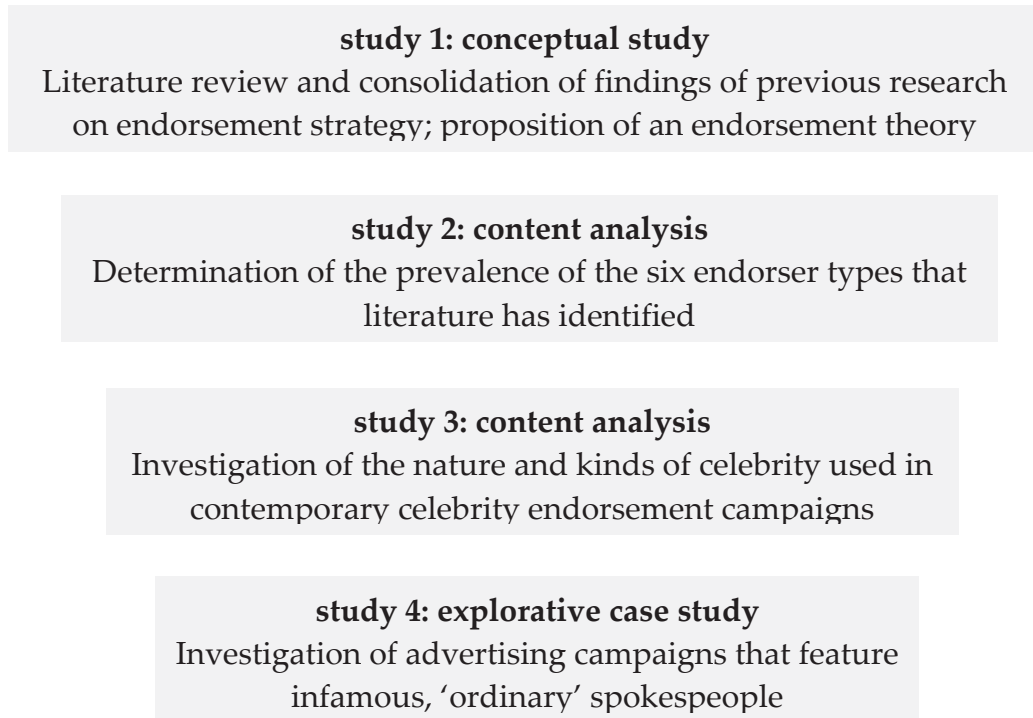 study 1: conceptual study
Literature review and consolidation of findings of previous research
on endorsement strategy; proposition of an endorsement theory
study 2: content analysis
Determination of the prevalence of the six endorser types that
literature has identified
study 3: content analysis
Investigation of the nature and kinds of celebrity used in
contemporary celebrity endorsement campaigns
study 4: explorative case study
Investigation of advertising campaigns that feature
infamous, ‘ordinary’ spokespeople